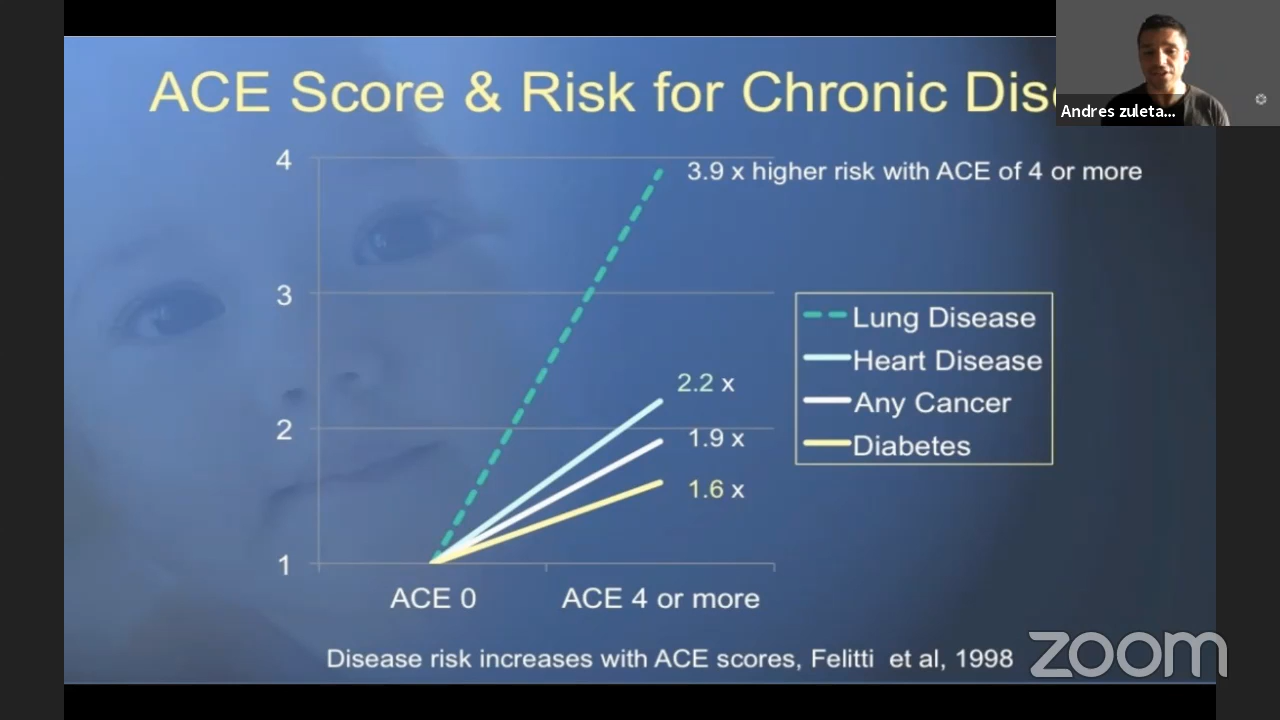 ACE Score & Risk for Chronic Dis
Andres zuleta...
4
3.9 x higher risk with ACE of 4 or more
3
Lung Disease
Heart Disease
2.2 x
Any Cancer
2
1.9 x
Diabetes
1.6 x
1
ACE 0
ACE 4 or more
Disease risk increases with ACE scores, Felitti et al, 1998
zoom